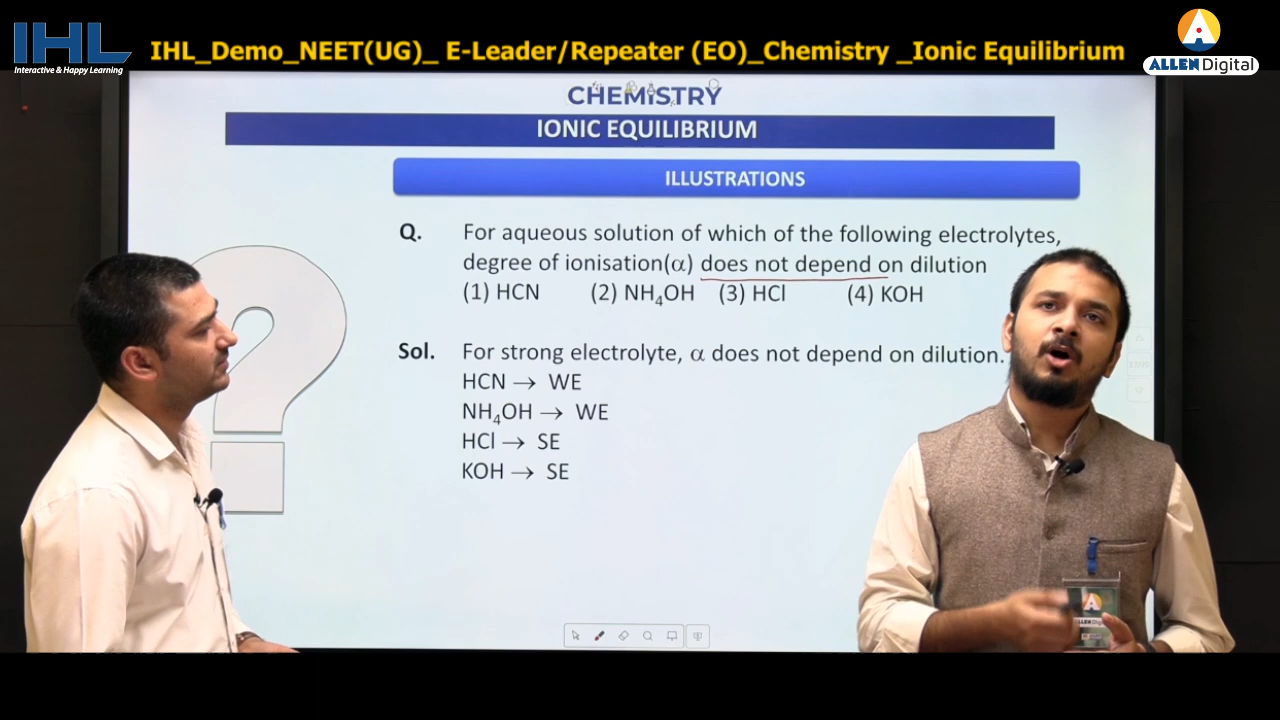 IHL
Interactive & Happy Learning
IHL_Demo_NEET(UG)_ E-Leader/Repeater (EO)_Chemistry _Ionic Equilibrium
ALLEN Digital
CHEMISTRY
IONIC EQUILIBRIUM
ILLUSTRATIONS
Q. For aqueous solution of which of the following electrolytes,
degree of ionisation(α) does not depend on dilution
(1) HCN (2) NH₄OH (3) HCl (4) KOH
Sol. For strong electrolyte, α does not depend on dilution.
HCN → WE
NH₄OH → WE
HCl → SE
KOH → SE